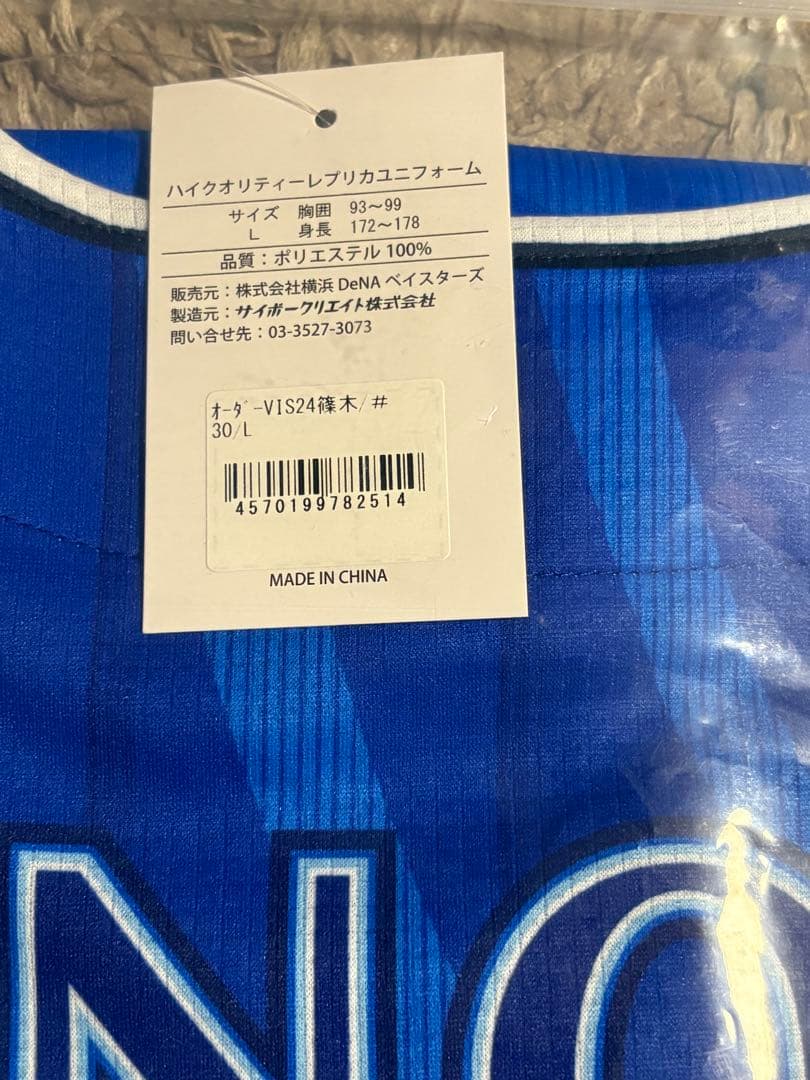 ハイクオリティーレプリカユニフォーム
サイズ 胸囲 93〜99
L 身長 172〜178
品質：ポリエステル 100%
販売元：株式会社横浜 DeNA ベイスターズ
製造元：サイボークリエイト株式会社
問い合せ先：03-3527-3073
ｵｰﾀﾞｰVIS24篠木/#
30/L
4570199782514
MADE IN CHINA
NO